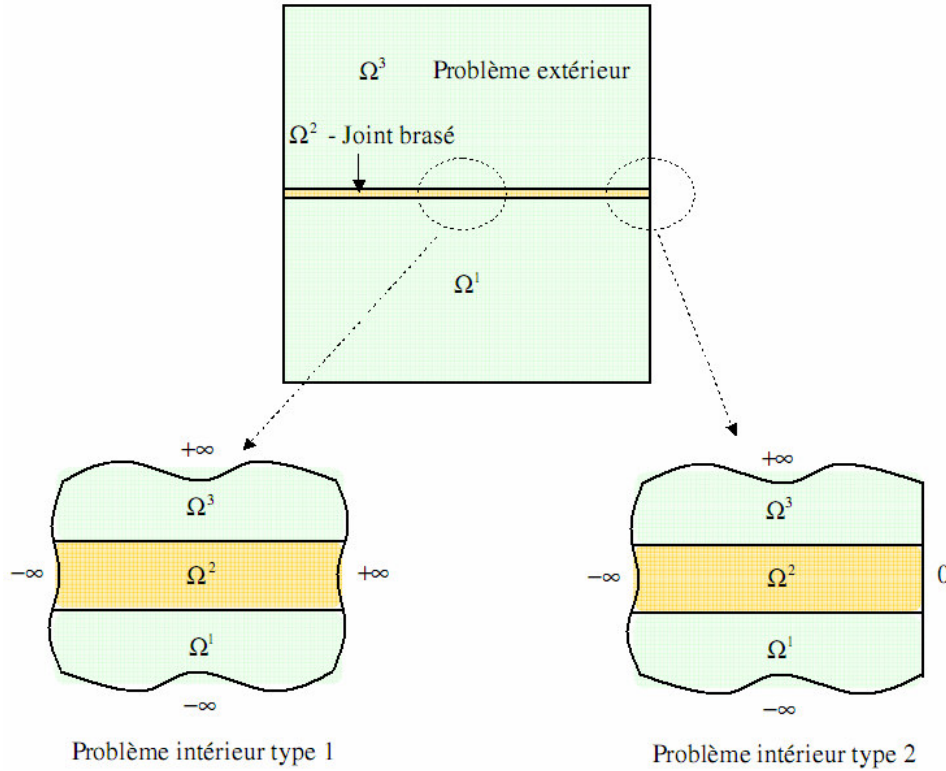 Ω³ Problème extérieur
Ω² - Joint brasé
Ω¹
+∞
Ω³
−∞ Ω² +∞
Ω¹
−∞
Problème intérieur type 1
+∞
Ω³
−∞ Ω² 0
Ω¹
−∞
Problème intérieur type 2